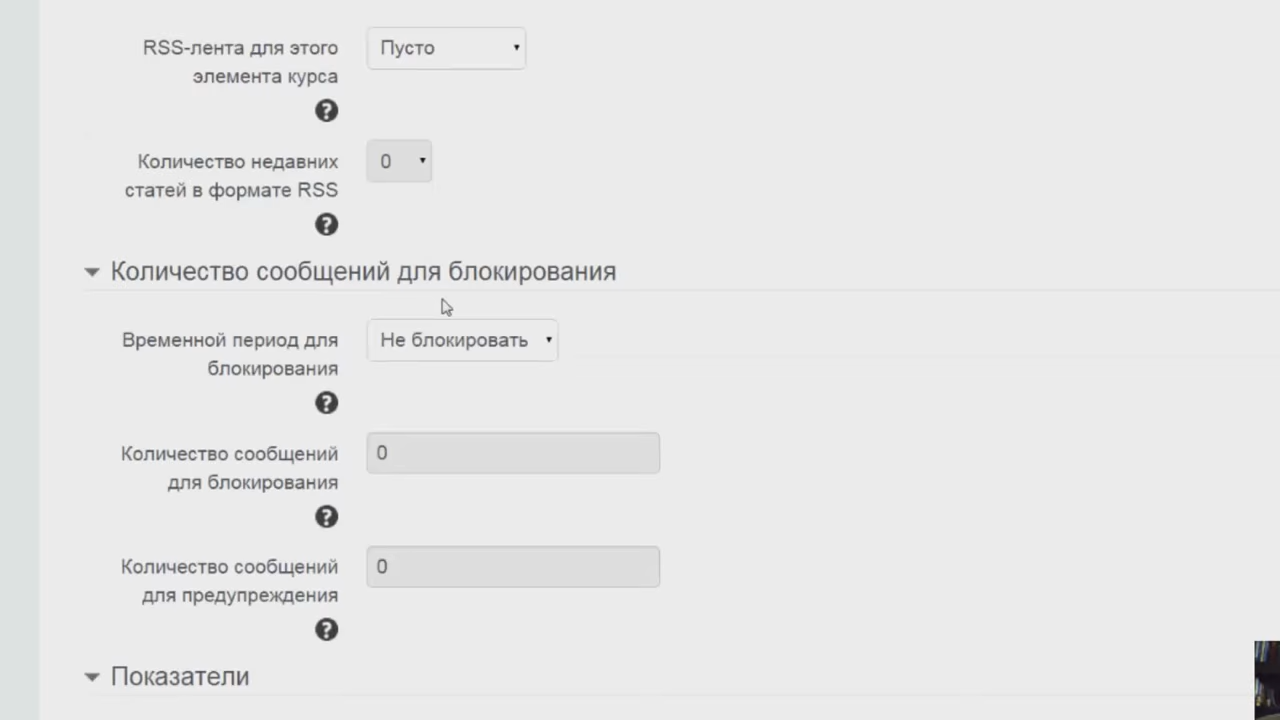 RSS-лента для этого
элемента курса
Пусто
Количество недавних
статей в формате RSS
0
Количество сообщений для блокирования
Временной период для
блокирования
Не блокировать
Количество сообщений
для блокирования
0
Количество сообщений
для предупреждения
0
Показатели